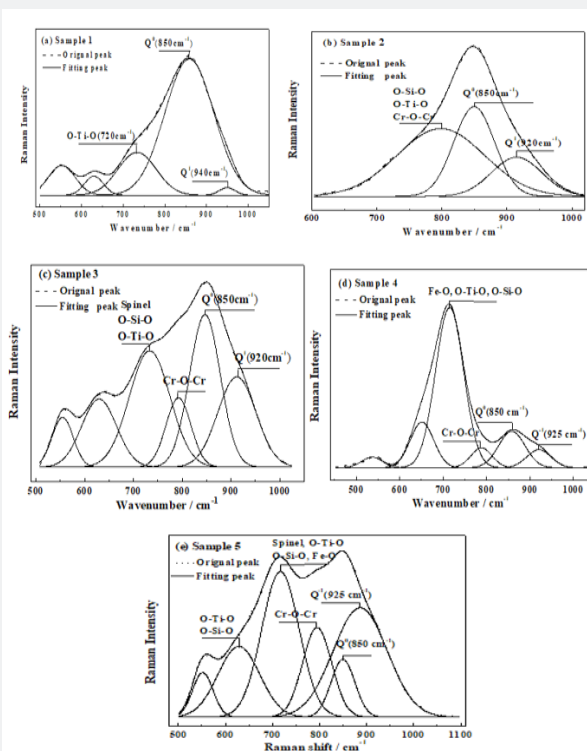 (a) Sample 1
- - Orignal peak
Fitting peak
Q⁰(850cm⁻¹)
O-Ti-O(720cm⁻¹)
Q¹(940cm⁻¹)
Raman Intensity
500 600 700 800 900 1000
Wavenumber / cm⁻¹
(b) Sample 2
- - - Orignal peak
Fitting peak
O-Si-O
O-Ti-O
Cr-O-Cr
Q⁰(850cm⁻¹)
Q¹(920cm⁻¹)
Raman Intensity
600 700 800 900 1000
Wavenumber / cm⁻¹
(c) Sample 3
- - - Orignal peak
Fitting peak
Spinel
O-Si-O
O-Ti-O
Cr-O-Cr
Q⁰(850cm⁻¹)
Q¹(920cm⁻¹)
Raman Intensity
500 600 700 800 900 1000
Wavenumber / cm⁻¹
(d) Sample 4
- - - Orignal peak
Fitting peak
Fe-O, O-Ti-O, O-Si-O
Cr-O-Cr
Q⁰(850 cm⁻¹)
Q¹(925 cm⁻¹)
Raman Intensity
500 600 700 800 900 1000
Wavenumber / cm⁻¹
(e) Sample 5
· · · Orignal peak
Fitting peak
Spinel, O-Ti-O
O-Si-O, Fe-O
O-Ti-O
O-Si-O
Cr-O-Cr
Q¹(925 cm⁻¹)
Q⁰(850 cm⁻¹)
Raman Intensity
500 600 700 800 900 1000 1100
Raman shift / cm⁻¹